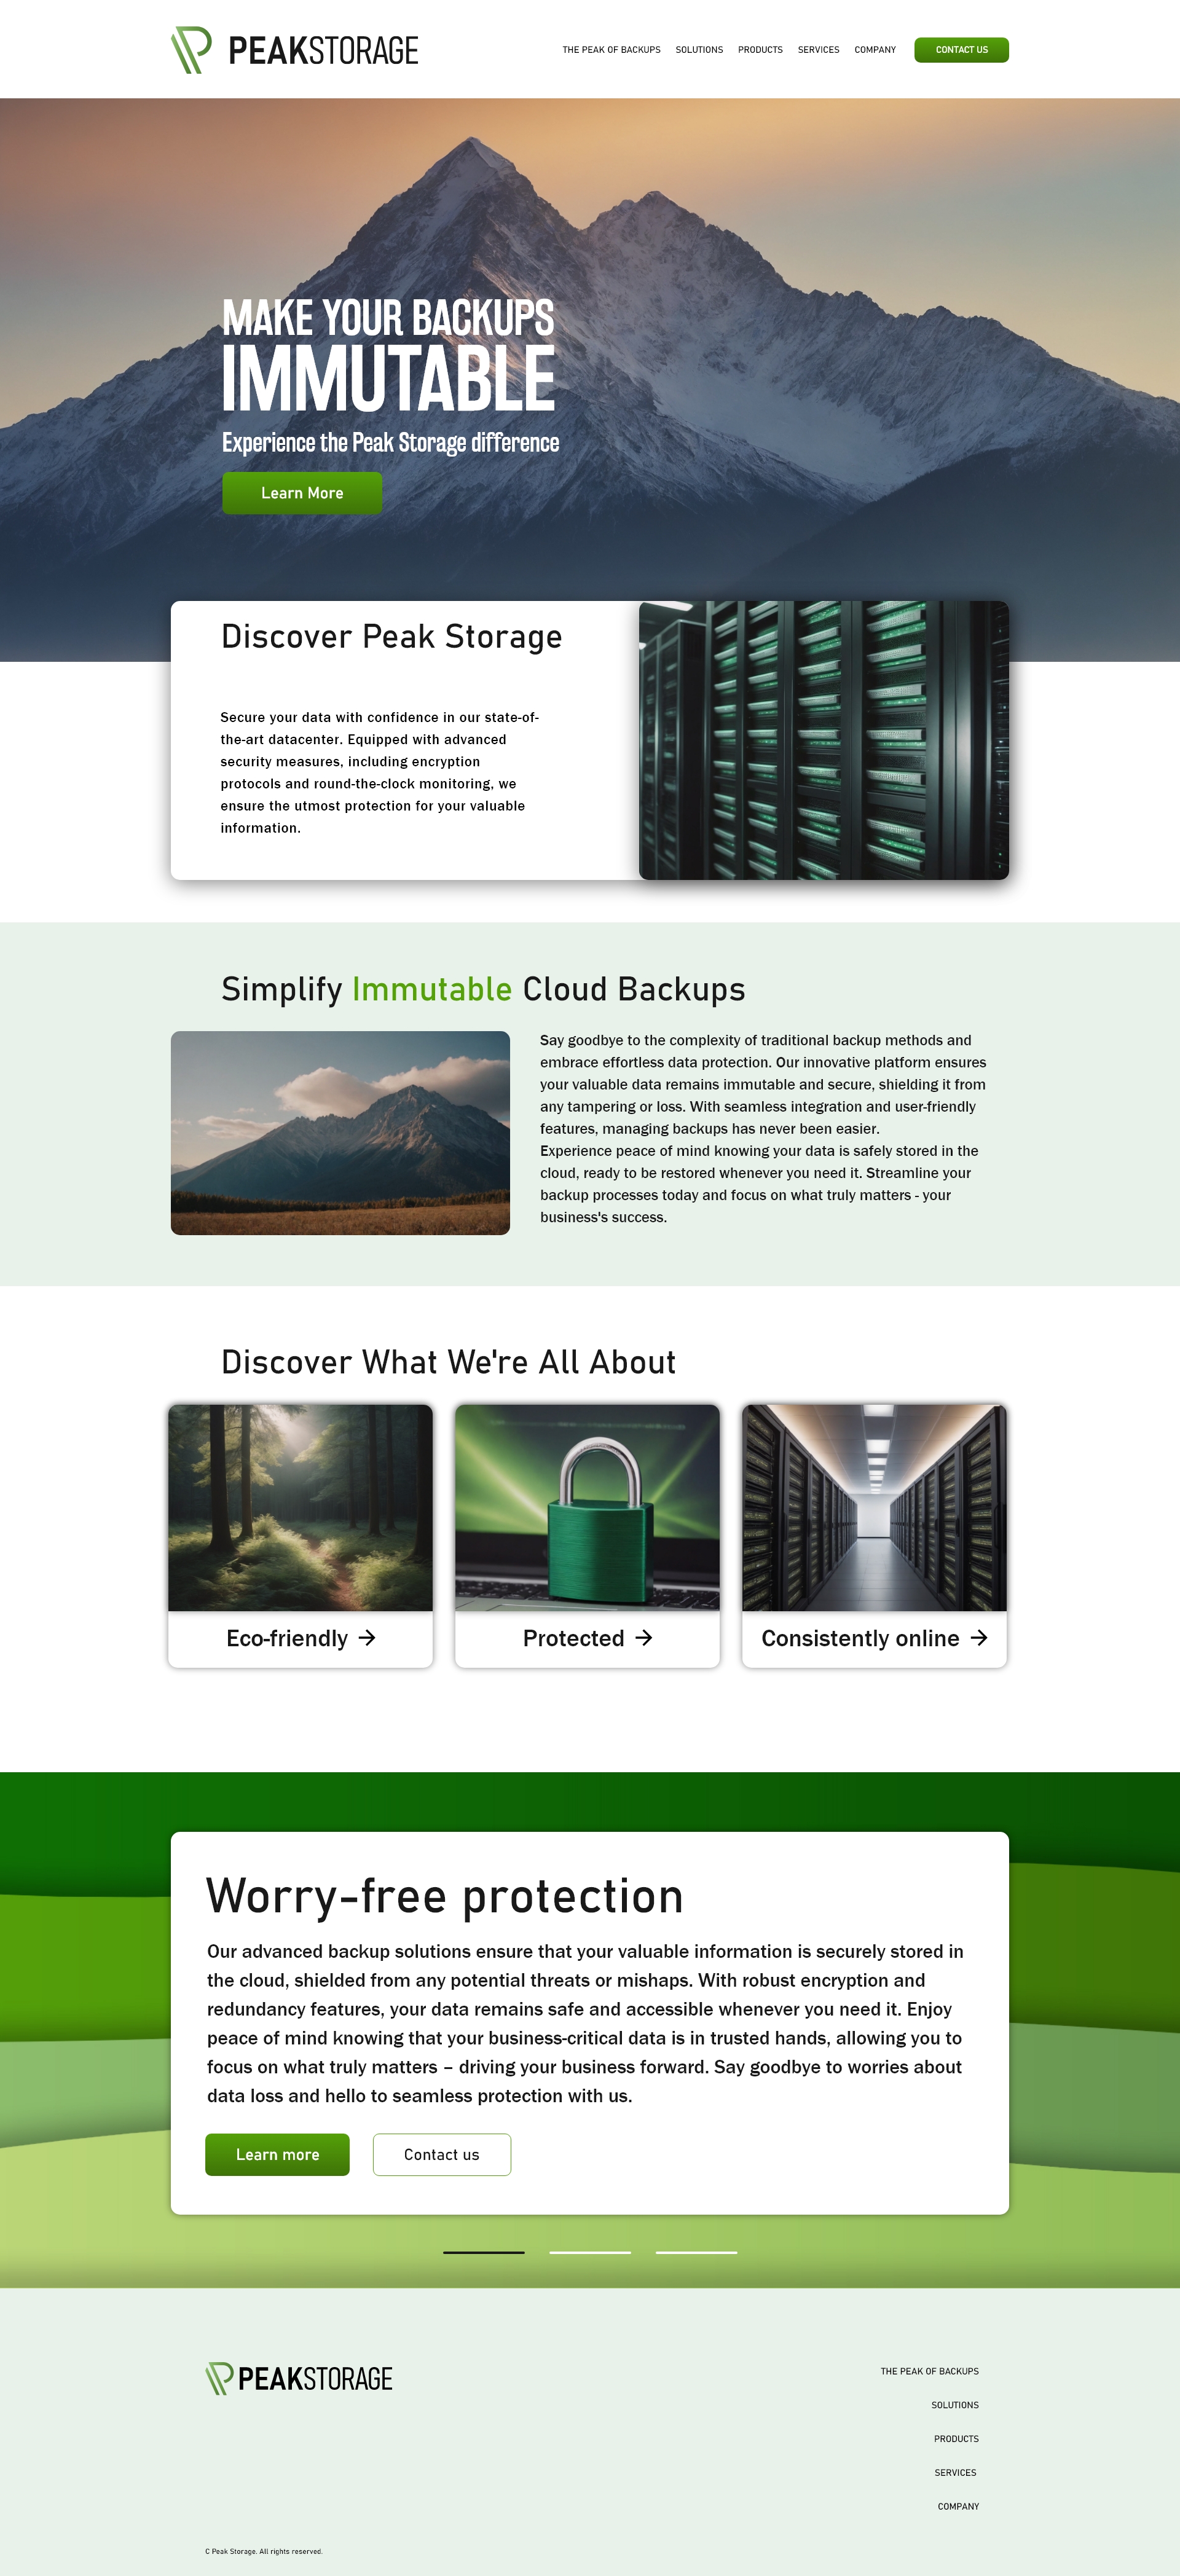 PEAKSTORAGE
THE PEAK OF BACKUPS SOLUTIONS PRODUCTS SERVICES COMPANY CONTACT US
MAKE YOUR BACKUPS
IMMUTABLE
Experience the Peak Storage difference
Learn More
Discover Peak Storage
Secure your data with confidence in our state-of-
the-art datacenter. Equipped with advanced
security measures, including encryption
protocols and round-the-clock monitoring, we
ensure the utmost protection for your valuable
information.
Simplify Immutable Cloud Backups
Say goodbye to the complexity of traditional backup methods and
embrace effortless data protection. Our innovative platform ensures
your valuable data remains immutable and secure, shielding it from
any tampering or loss. With seamless integration and user-friendly
features, managing backups has never been easier.
Experience peace of mind knowing your data is safely stored in the
cloud, ready to be restored whenever you need it. Streamline your
backup processes today and focus on what truly matters - your
business's success.
Discover What We're All About
Eco-friendly →
Protected →
Consistently online →
Worry-free protection
Our advanced backup solutions ensure that your valuable information is securely stored in
the cloud, shielded from any potential threats or mishaps. With robust encryption and
redundancy features, your data remains safe and accessible whenever you need it. Enjoy
peace of mind knowing that your business-critical data is in trusted hands, allowing you to
focus on what truly matters – driving your business forward. Say goodbye to worries about
data loss and hello to seamless protection with us.
Learn more
Contact us
PEAKSTORAGE
THE PEAK OF BACKUPS
SOLUTIONS
PRODUCTS
SERVICES
COMPANY
C Peak Storage. All rights reserved.